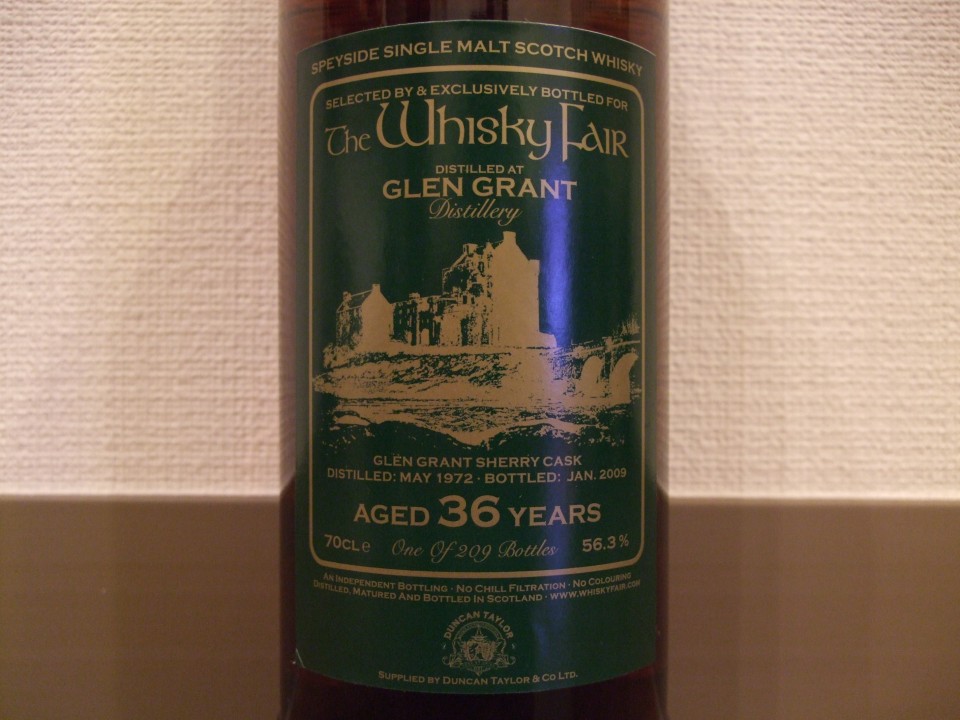 SPEYSIDE SINGLE MALT SCOTCH WHISKY
SELECTED BY & EXCLUSIVELY BOTTLED FOR
The Whisky Fair
DISTILLED AT
GLEN GRANT
Distillery
GLEN GRANT SHERRY CASK
DISTILLED: MAY 1972 · BOTTLED: JAN. 2009
AGED 36 YEARS
70CL e One Of 209 Bottles 56.3%
AN INDEPENDENT BOTTLING · NO CHILL FILTRATION · NO COLOURING
DISTILLED, MATURED AND BOTTLED IN SCOTLAND · WWW.WHISKYFAIR.COM
DUNCAN TAYLOR
SUPPLIED BY DUNCAN TAYLOR & CO LTD.